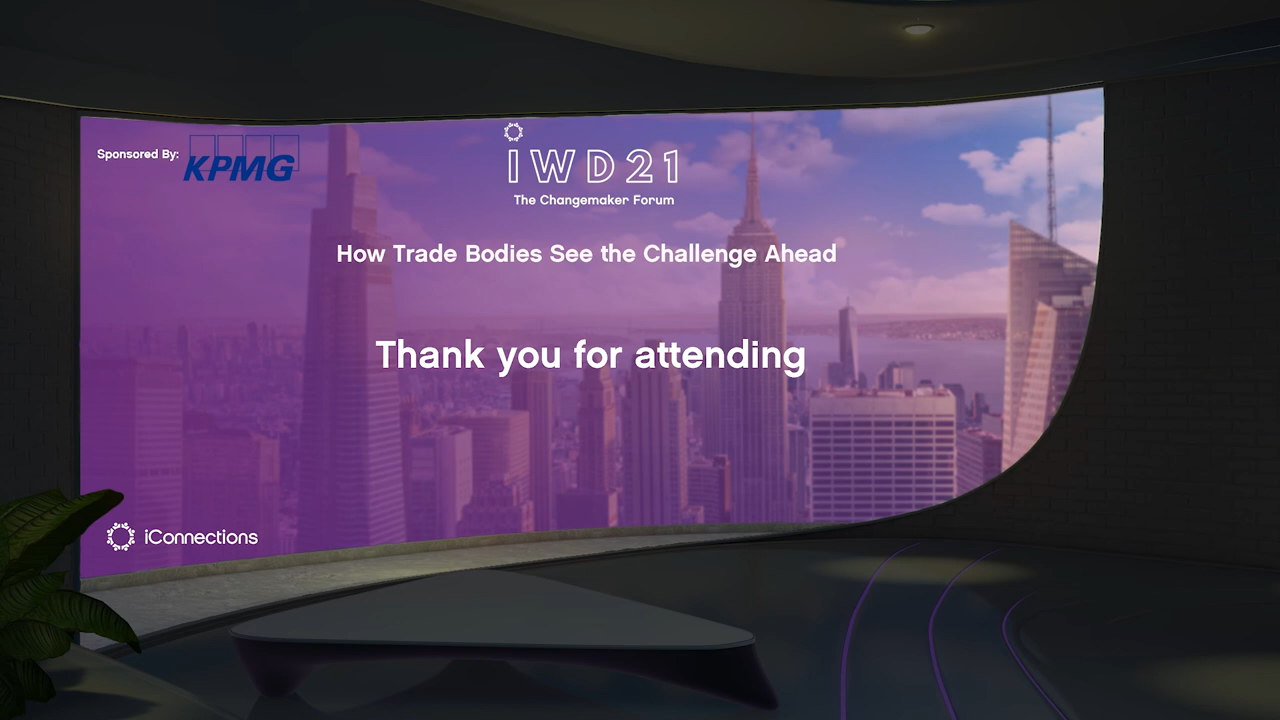 Sponsored By:
KPMG
IWD21
The Changemaker Forum
How Trade Bodies See the Challenge Ahead
Thank you for attending
iConnections